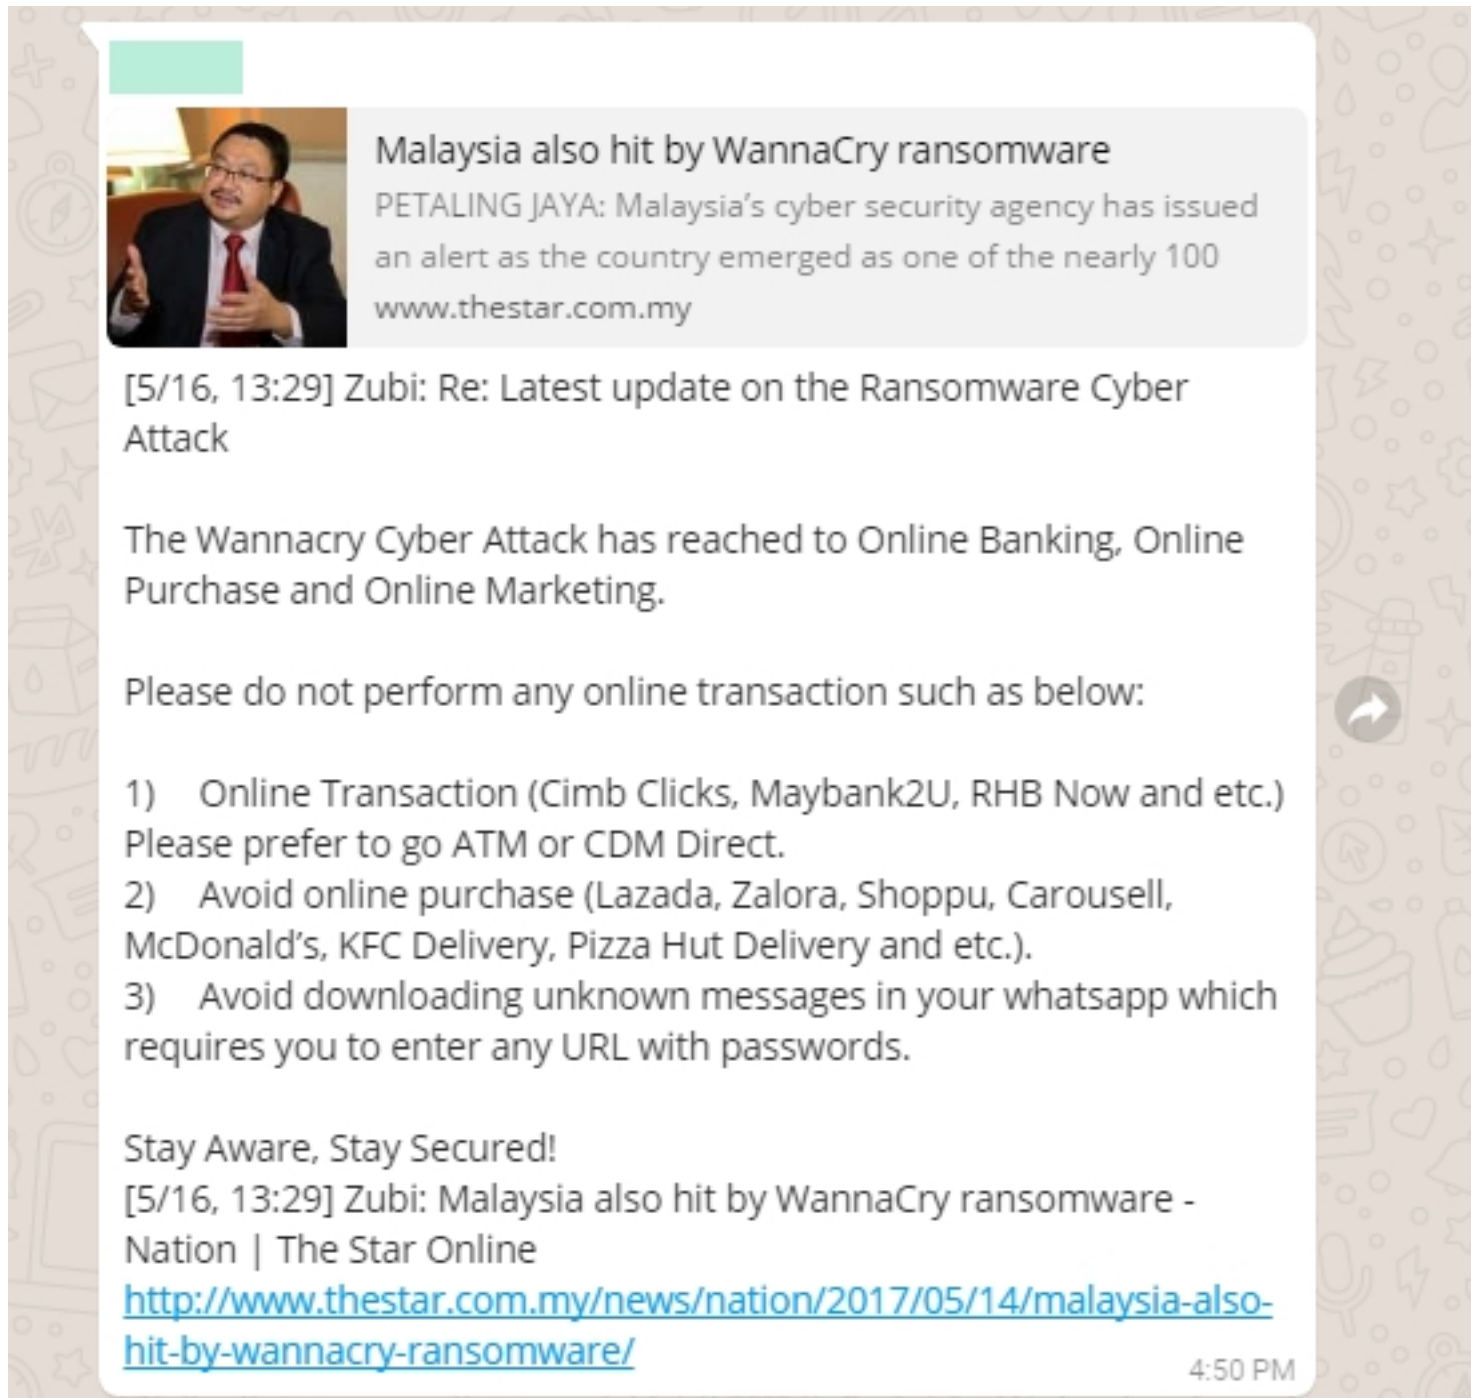 Malaysia also hit by WannaCry ransomware
PETALING JAYA: Malaysia's cyber security agency has issued
an alert as the country emerged as one of the nearly 100
www.thestar.com.my
[5/16, 13:29] Zubi: Re: Latest update on the Ransomware Cyber
Attack
The Wannacry Cyber Attack has reached to Online Banking, Online
Purchase and Online Marketing.
Please do not perform any online transaction such as below:
1) Online Transaction (Cimb Clicks, Maybank2U, RHB Now and etc.)
Please prefer to go ATM or CDM Direct.
2) Avoid online purchase (Lazada, Zalora, Shoppu, Carousell,
McDonald's, KFC Delivery, Pizza Hut Delivery and etc.).
3) Avoid downloading unknown messages in your whatsapp which
requires you to enter any URL with passwords.
Stay Aware, Stay Secured!
[5/16, 13:29] Zubi: Malaysia also hit by WannaCry ransomware -
Nation | The Star Online
http://www.thestar.com.my/news/nation/2017/05/14/malaysia-also-
hit-by-wannacry-ransomware/
4:50 PM